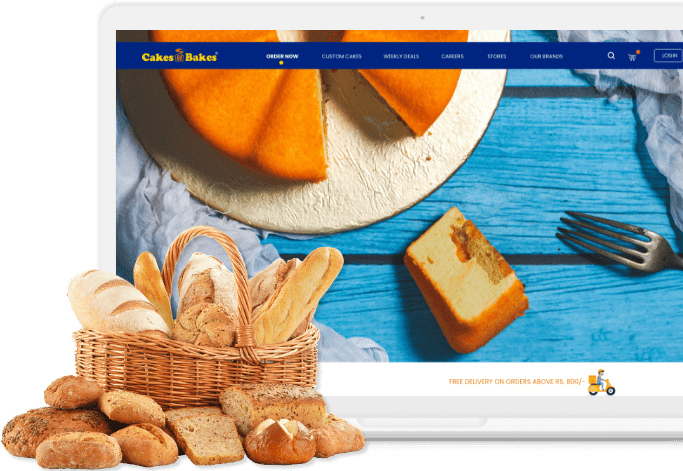 Cakes & Bakes ORDER NOW CUSTOM CAKES WEEKLY DEALS CAREERS STORES OUR BRANDS LOGIN
FREE DELIVERY ON ORDERS ABOVE RS. 800/-